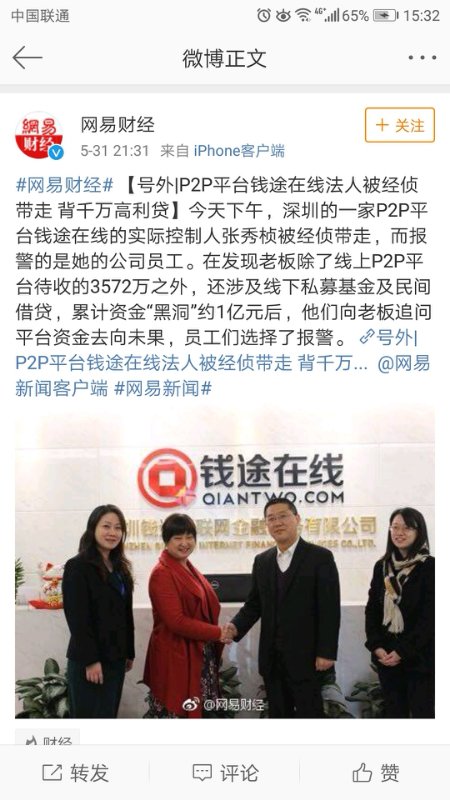 中国联通 4G+ 65% 15:32
微博正文
網易财经 网易财经 + 关注
5-31 21:31 来自 iPhone客户端
#网易财经# 【号外|P2P平台钱途在线法人被经侦
带走 背千万高利贷】今天下午，深圳的一家P2P平
台钱途在线的实际控制人张秀桢被经侦带走，而报
警的是她的公司员工。在发现老板除了线上P2P平
台待收的3572万之外，还涉及线下私募基金及民间
借贷，累计资金“黑洞”约1亿元后，他们向老板追问
平台资金去向未果，员工们选择了报警。 号外|
P2P平台钱途在线法人被经侦带走 背千万... @网易
新闻客户端 #网易新闻#
钱途在线
QIANTWO.COM
圳钱 联网金融 务有限公司
INTERNET FINAN VICES CO.,LTD.
@网易财经
财经
转发 评论 赞